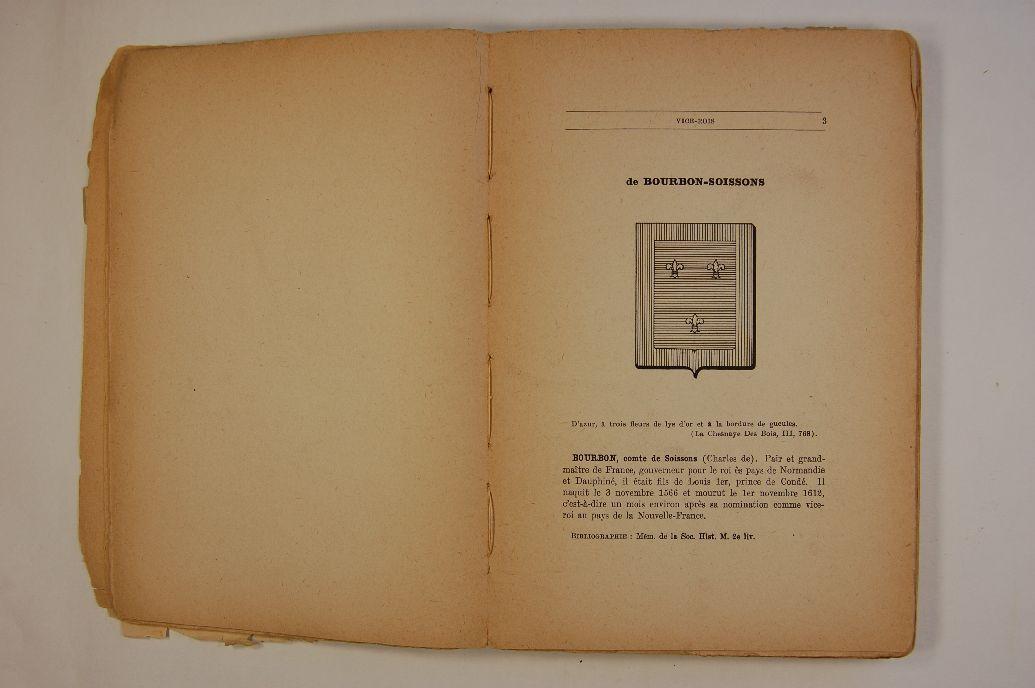 VICE-ROIS 3
de BOURBON-SOISSONS
D'azur, à trois fleurs de lys d'or et à la bordure de gueules.
(La Chesnaye Des Bois, III, 768).
BOURBON, comte de Soissons (Charles de). Pair et grand-
maître de France, gouverneur pour le roi ès pays de Normandie
et Dauphiné, il était fils de Louis 1er, prince de Condé. Il
naquit le 3 novembre 1566 et mourut le 1er novembre 1612,
c'est-à-dire un mois environ après sa nomination comme vice-
roi au pays de la Nouvelle-France.
BIBLIOGRAPHIE : Mém. de la Soc. Hist. M. 2e liv.